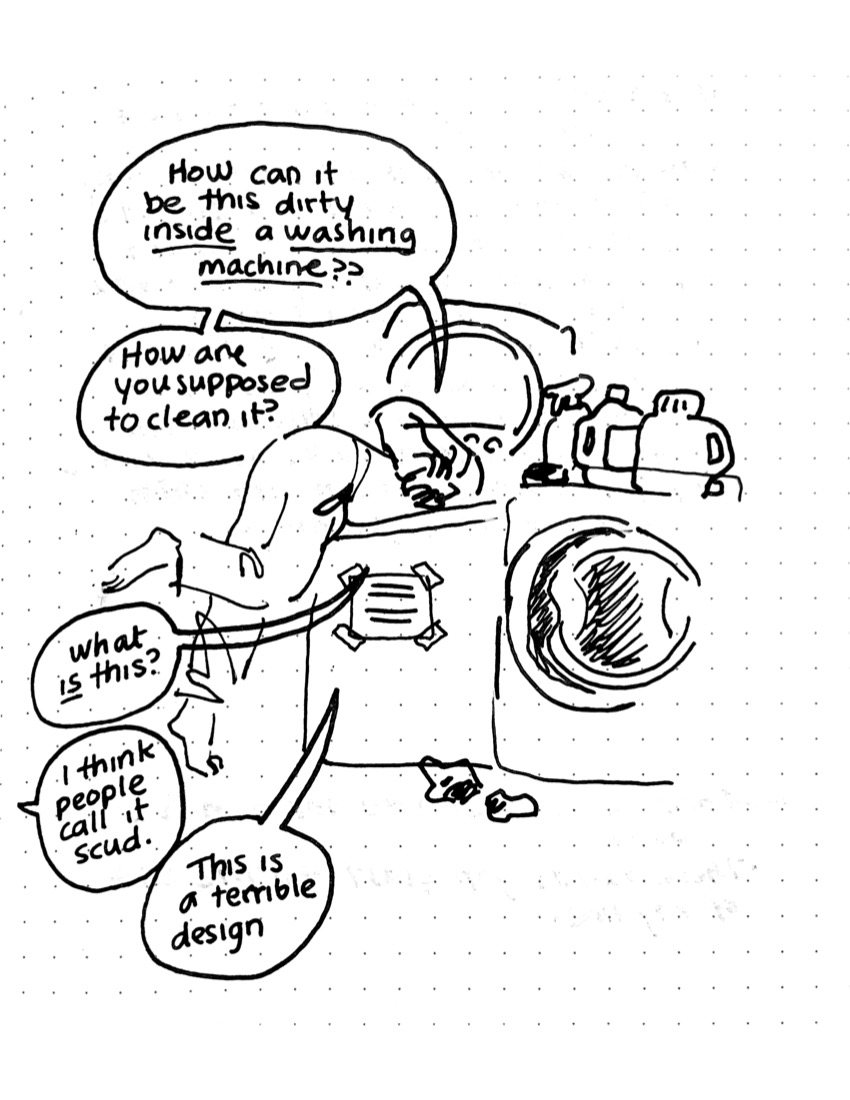 How can it
be this dirty
inside a washing
machine??
How are
you supposed
to clean it?
What
is this?
I think
people
call it
scud.
This is
a terrible
design